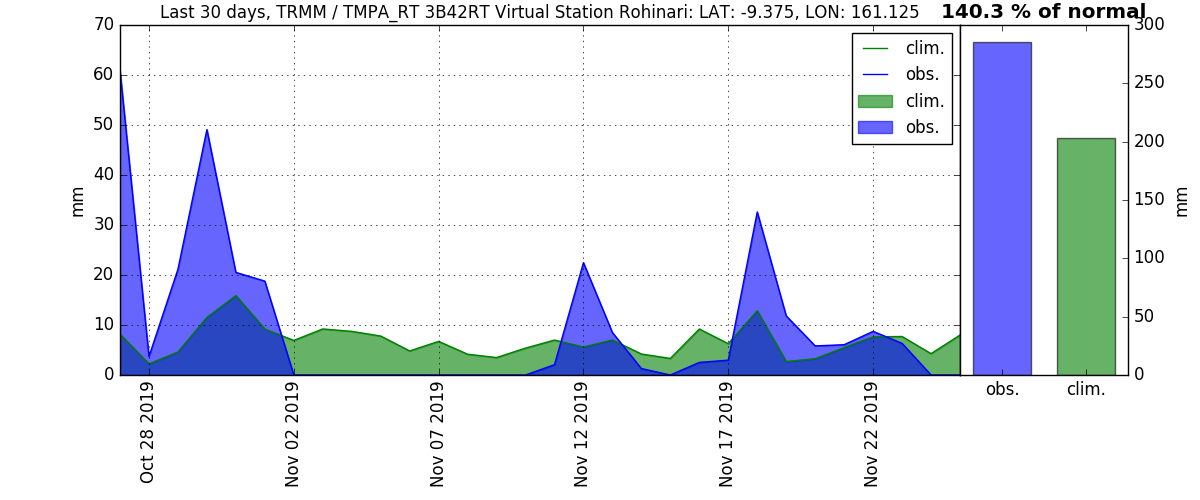 Last 30 days, TRMM / TMPA_RT 3B42RT Virtual Station Rohinari: LAT: -9.375, LON: 161.125
140.3 % of normal
70
60
50
40
30
20
10
0
mm
clim.
obs.
clim.
obs.
Oct 28 2019
Nov 02 2019
Nov 07 2019
Nov 12 2019
Nov 17 2019
Nov 22 2019
300
250
200
150
100
50
0
mm
obs.
clim.